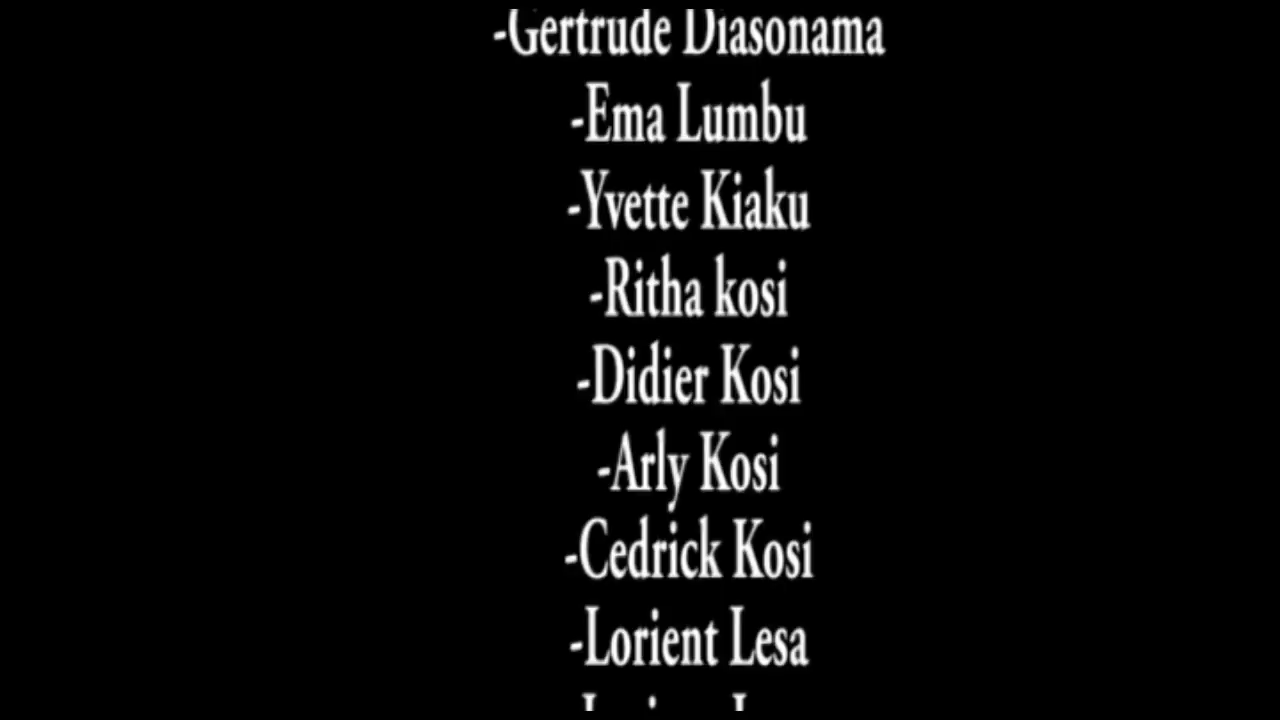 -Gertrude Diasonama
-Ema Lumbu
-Yvette Kiaku
-Ritha kosi
-Didier Kosi
-Arly Kosi
-Cedrick Kosi
-Lorient Lesa